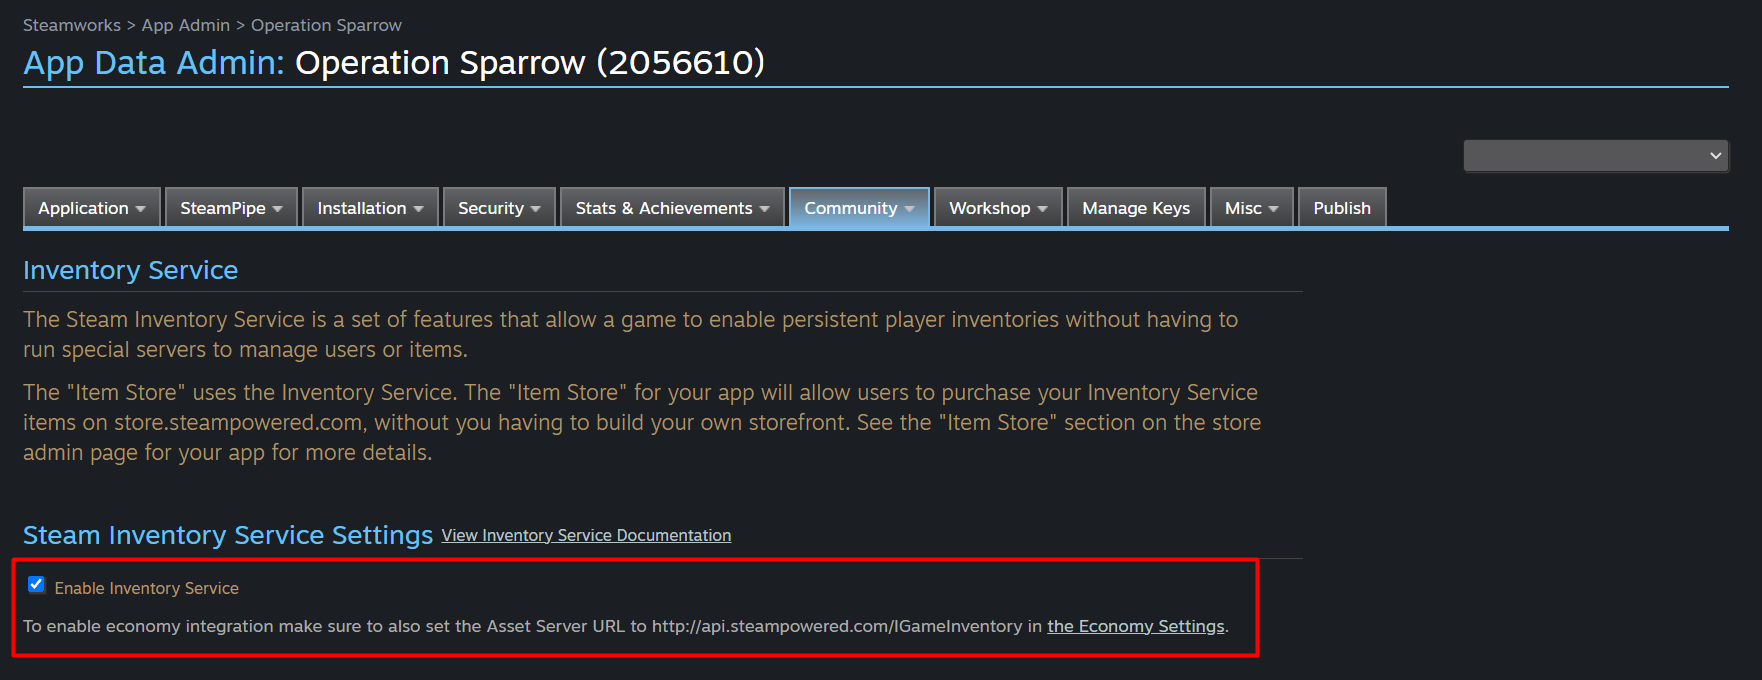 Steamworks > App Admin > Operation Sparrow
App Data Admin: Operation Sparrow (2056610)
Application SteamPipe Installation Security Stats & Achievements Community Workshop Manage Keys Misc Publish
Inventory Service
The Steam Inventory Service is a set of features that allow a game to enable persistent player inventories without having to
run special servers to manage users or items.
The "Item Store" uses the Inventory Service. The "Item Store" for your app will allow users to purchase your Inventory Service
items on store.steampowered.com, without you having to build your own storefront. See the "Item Store" section on the store
admin page for your app for more details.
Steam Inventory Service Settings View Inventory Service Documentation
Enable Inventory Service
To enable economy integration make sure to also set the Asset Server URL to http://api.steampowered.com/IGameInventory in the Economy Settings.